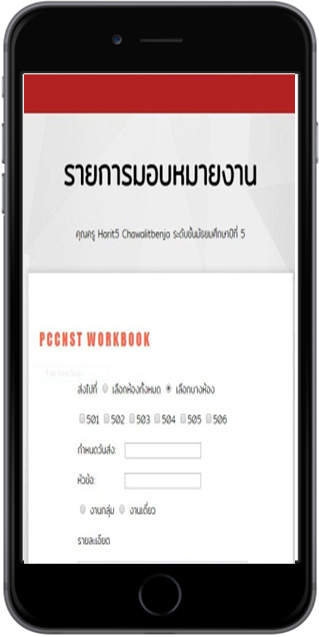 รายการมอบหมายงาน
คุณครู Harit5 Chawalitbenja ระดับชั้นมัธยมศึกษาปีที่ 5
PCCNST WORKBOOK
ส่งไปที่ เลือกห้องทั้งหมด เลือกบางห้อง
501 502 503 504 505 506
กำหนดวันส่ง:
หัวข้อ:
งานกลุ่ม งานเดี่ยว
รายละเอียด